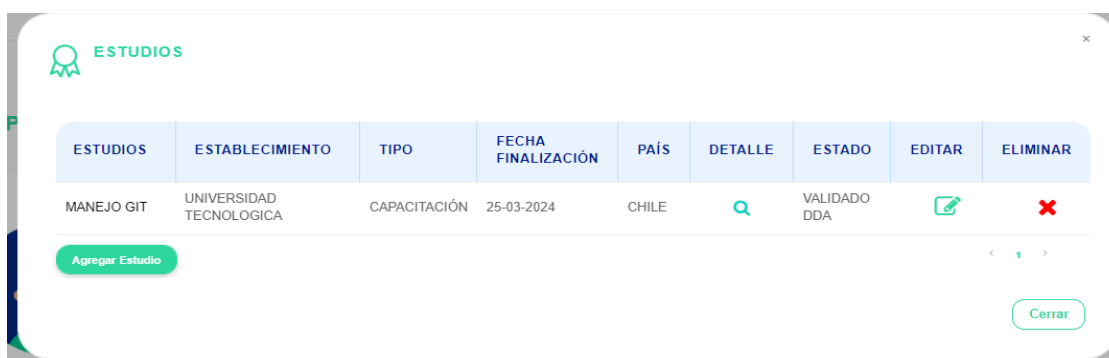 ESTUDIOS
×
ESTUDIOS ESTABLECIMIENTO TIPO FECHA FINALIZACIÓN PAÍS DETALLE ESTADO EDITAR ELIMINAR
MANEJO GIT UNIVERSIDAD TECNOLOGICA CAPACITACIÓN 25-03-2024 CHILE VALIDADO DDA
Agregar Estudio
< 1 >
Cerrar